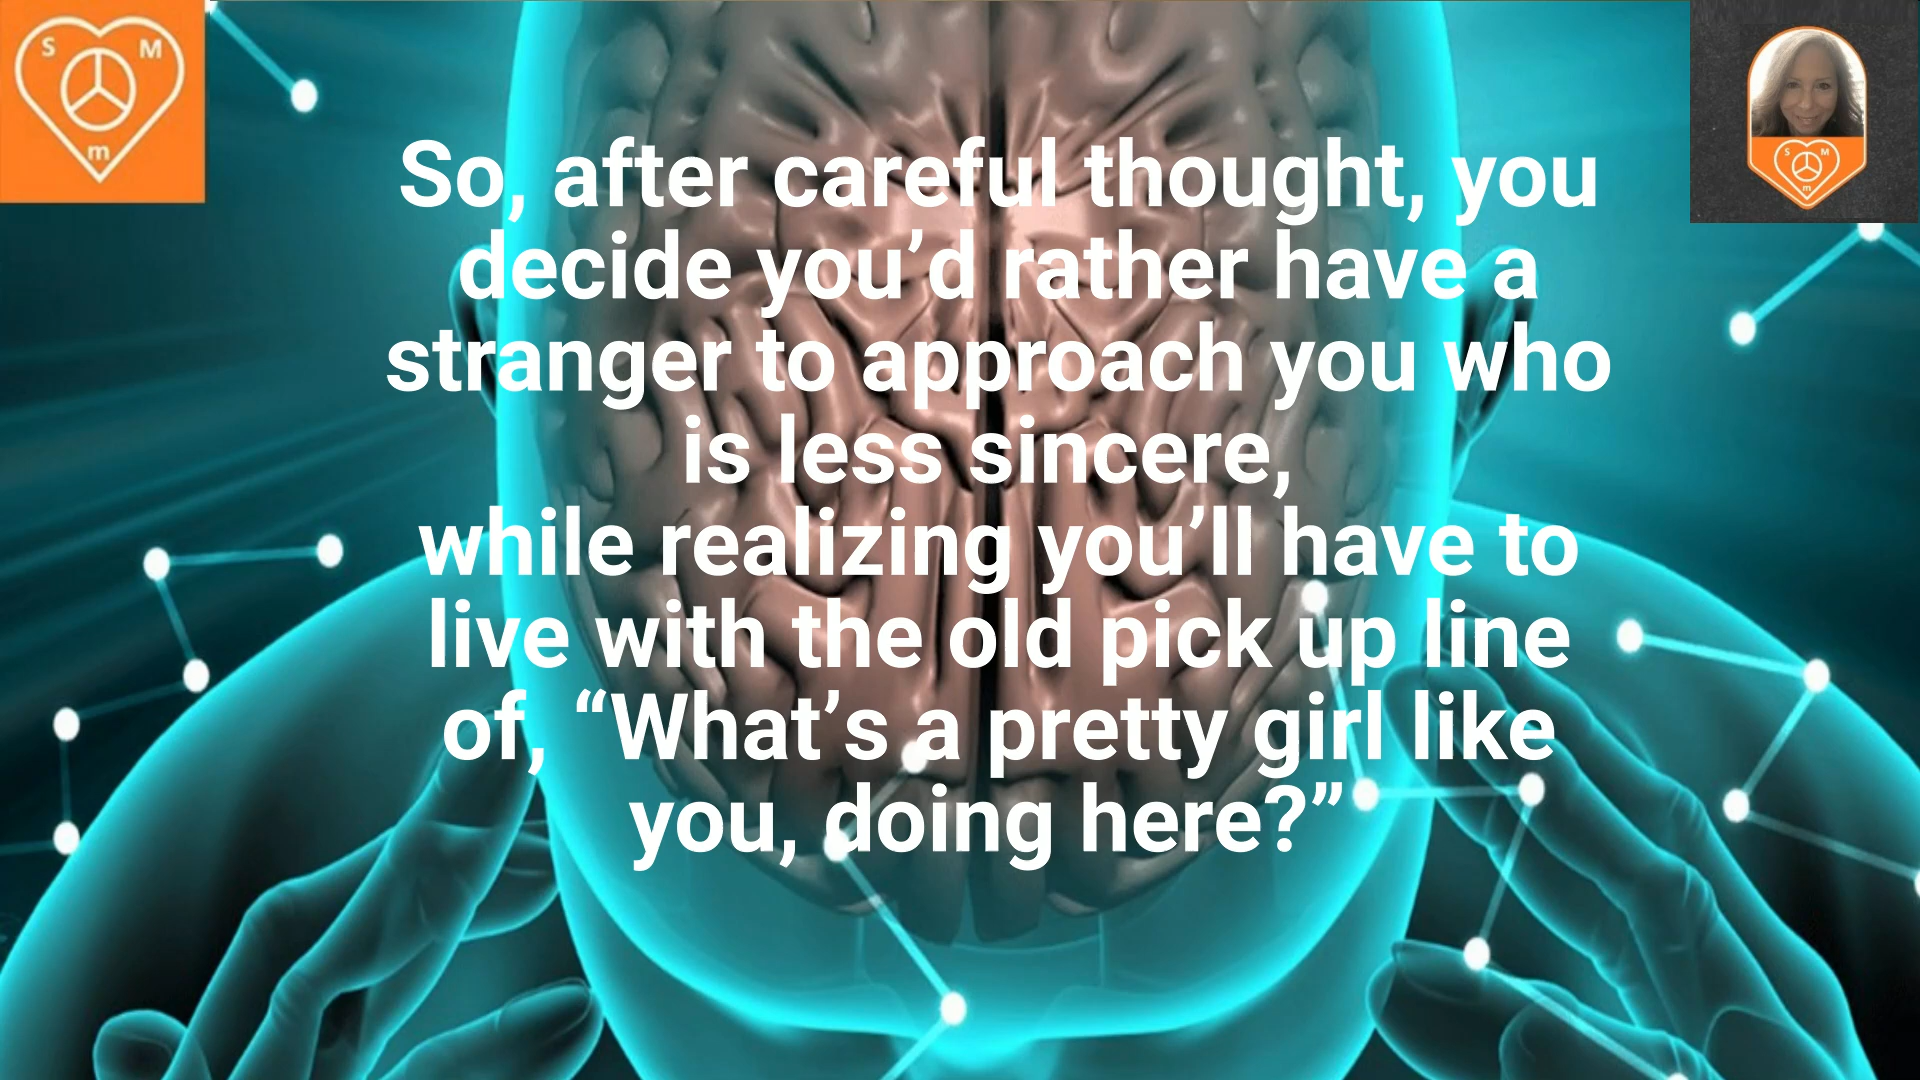 S M
m
S M
m
So, after careful thought, you
decide you’d rather have a
stranger to approach you who
is less sincere,
while realizing you’ll have to
live with the old pick up line
of, “What’s a pretty girl like
you, doing here?”